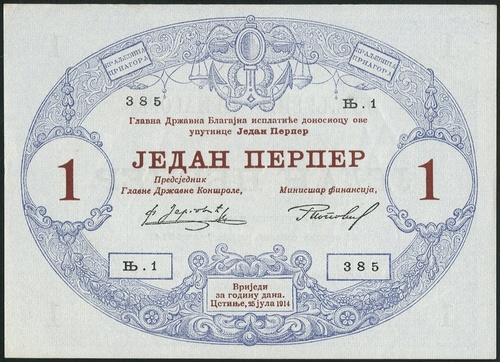 КРАЉЕВИНА
ЦРНАГОРА
КРАЉЕВИНА
ЦРНАГОРА
385
Њ.1
Главна Државна Благајна исплатиће доносиоцу ове
упутнице Један Перпер
ЈЕДАН ПЕРПЕР
1
1
Предсједник
Главне Државне Контроле,
Министар финансија,
Њ.1
385
Вриједи
за годину дана.
Цетиње, 25 јула 1914